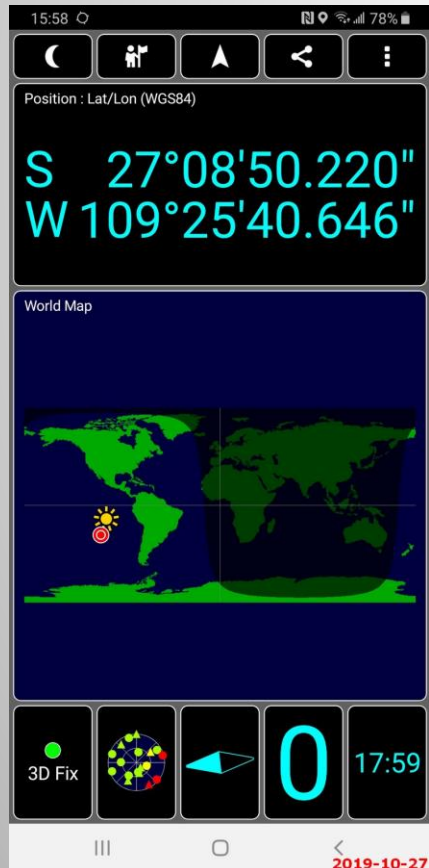 15:58 78%
Position : Lat/Lon (WGS84)
S 27°08'50.220"
W 109°25'40.646"
World Map
3D Fix
0
17:59
2019-10-27